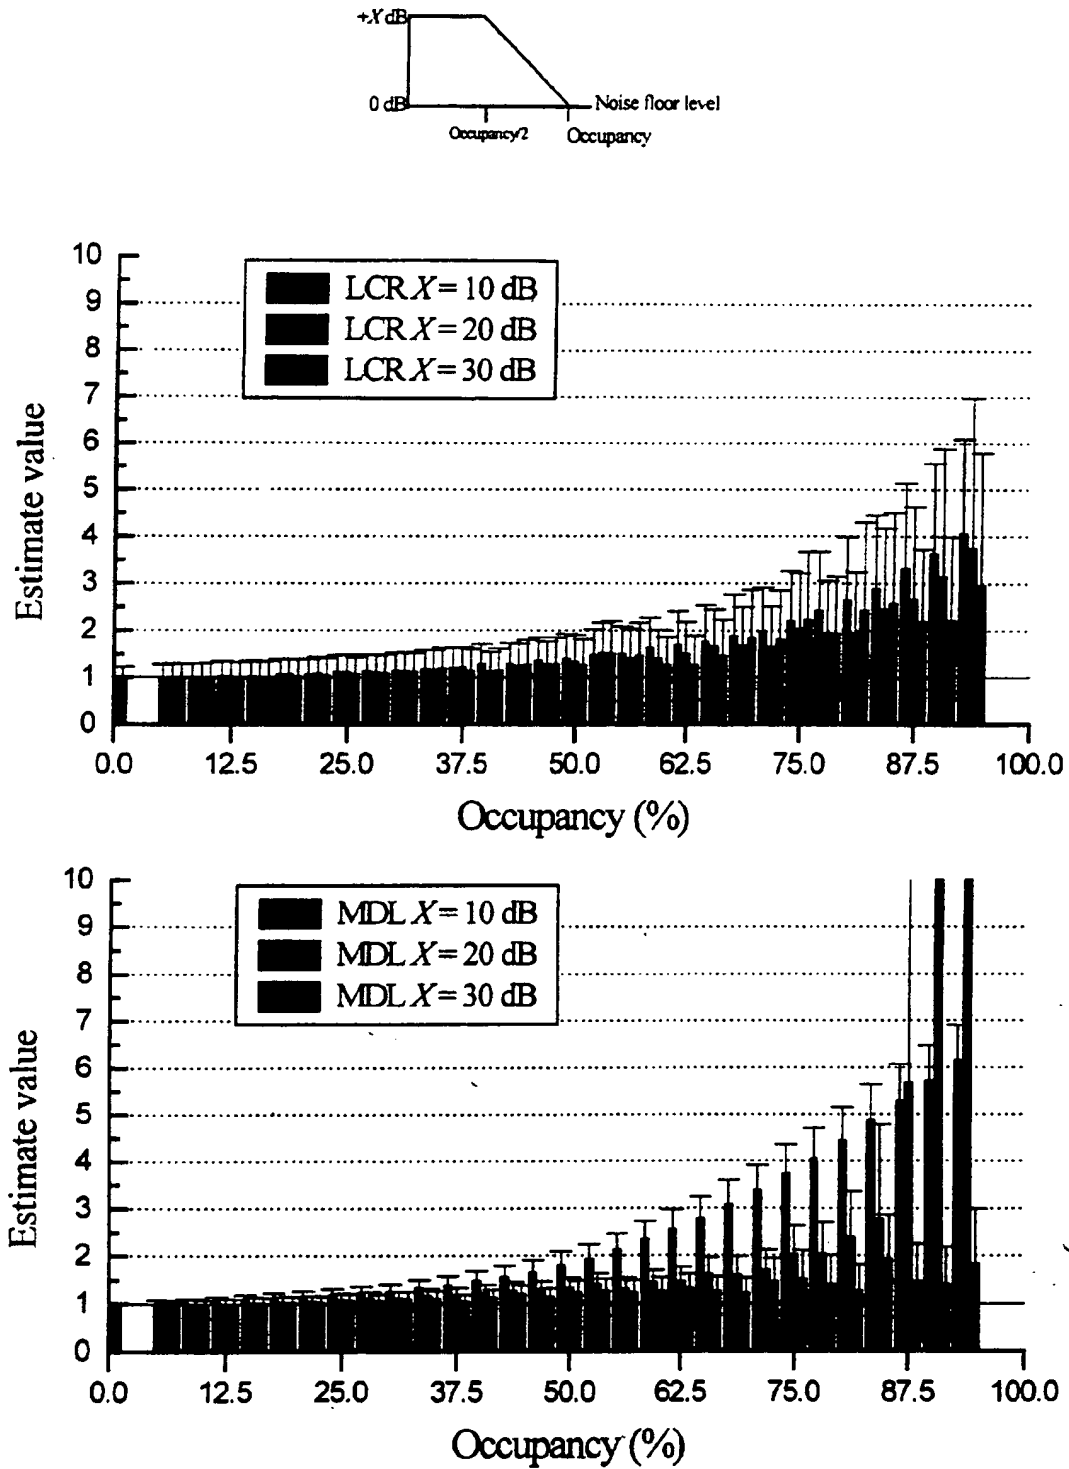 +X dB
0 dB
Noise floor level
Occupancy/2
Occupancy
10
9
8
7
6
5
4
3
2
1
0
Estimate value
LCR X = 10 dB
LCR X = 20 dB
LCR X = 30 dB
0.0 12.5 25.0 37.5 50.0 62.5 75.0 87.5 100.0
Occupancy (%)
10
9
8
7
6
5
4
3
2
1
0
Estimate value
MDL X = 10 dB
MDL X = 20 dB
MDL X = 30 dB
0.0 12.5 25.0 37.5 50.0 62.5 75.0 87.5 100.0
Occupancy (%)